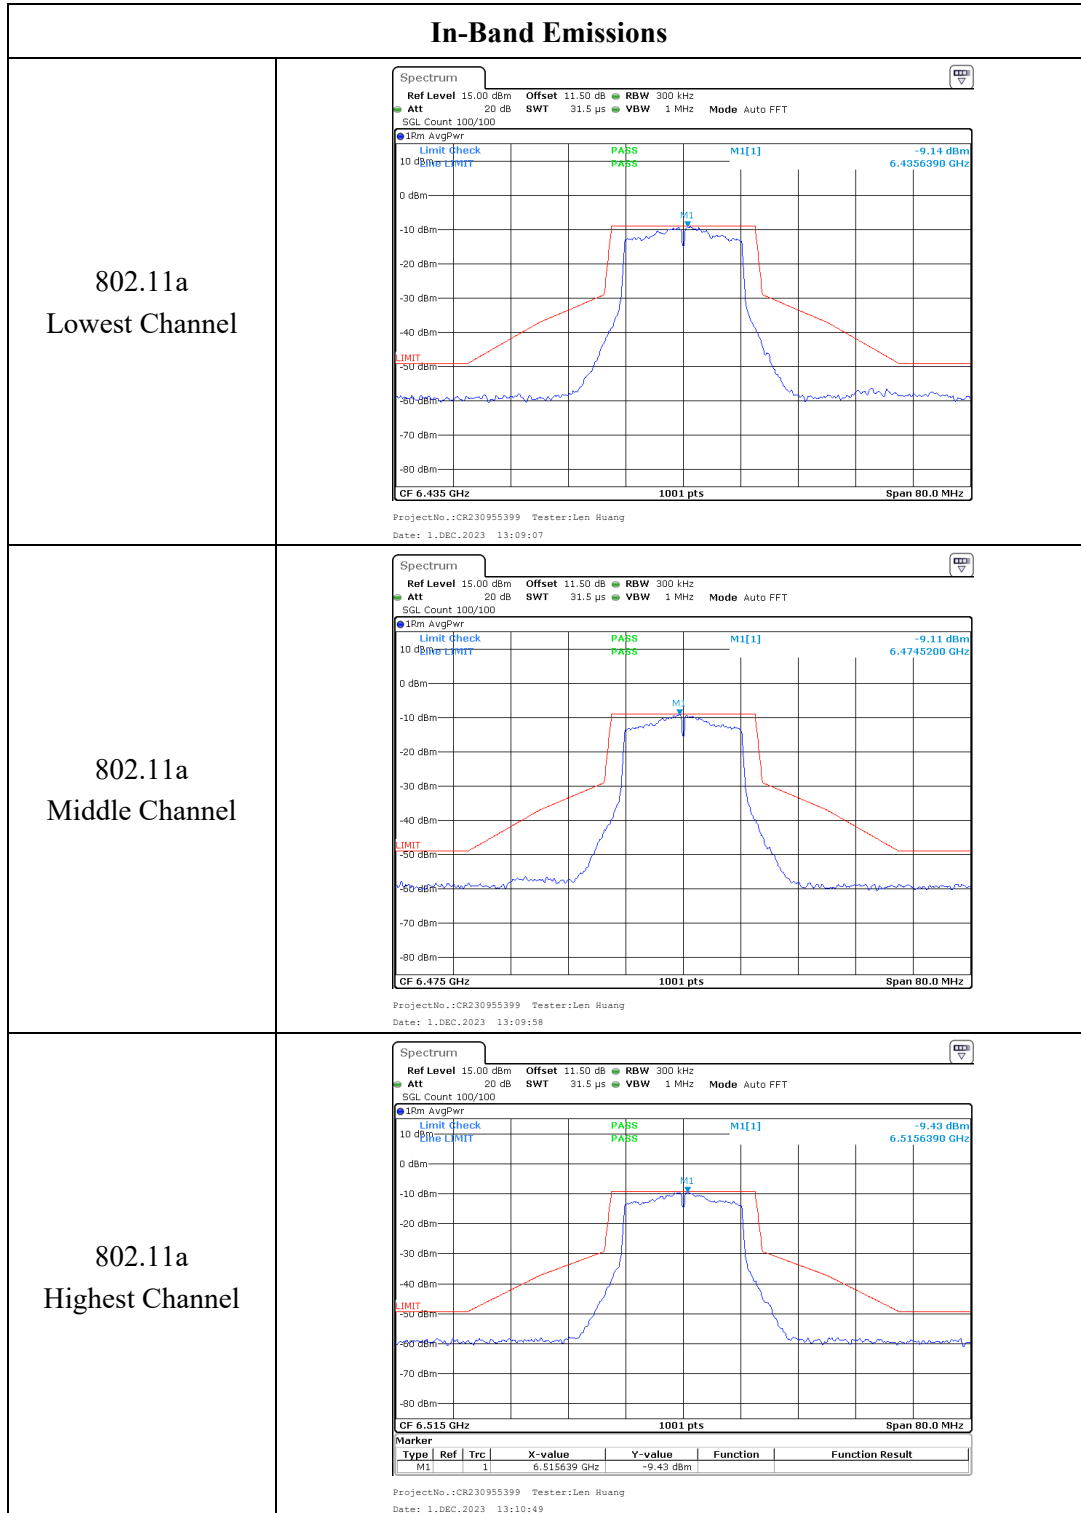 In-Band Emissions
802.11a
Lowest Channel
Spectrum
Ref Level 15.00 dBm Offset 11.50 dB RBW 300 kHz
Att 20 dB SWT 31.5 µs VBW 1 MHz Mode Auto FFT
SGL Count 100/100
1Rm AvgPwr
Limit Check PASS M1[1] -9.14 dBm
10 dBm Line LIMIT PASS 6.4356390 GHz
0 dBm
M1
-10 dBm
-20 dBm
-30 dBm
-40 dBm
LIMIT
-50 dBm
-60 dBm
-70 dBm
-80 dBm
CF 6.435 GHz 1001 pts Span 80.0 MHz
ProjectNo.:CR230955399 Tester:Len Huang
Date: 1.DEC.2023 13:09:07
802.11a
Middle Channel
Spectrum
Ref Level 15.00 dBm Offset 11.50 dB RBW 300 kHz
Att 20 dB SWT 31.5 µs VBW 1 MHz Mode Auto FFT
SGL Count 100/100
1Rm AvgPwr
Limit Check PASS M1[1] -9.11 dBm
10 dBm Line LIMIT PASS 6.4745200 GHz
0 dBm
M1
-10 dBm
-20 dBm
-30 dBm
-40 dBm
LIMIT
-50 dBm
-60 dBm
-70 dBm
-80 dBm
CF 6.475 GHz 1001 pts Span 80.0 MHz
ProjectNo.:CR230955399 Tester:Len Huang
Date: 1.DEC.2023 13:09:58
802.11a
Highest Channel
Spectrum
Ref Level 15.00 dBm Offset 11.50 dB RBW 300 kHz
Att 20 dB SWT 31.5 µs VBW 1 MHz Mode Auto FFT
SGL Count 100/100
1Rm AvgPwr
Limit Check PASS M1[1] -9.43 dBm
10 dBm Line LIMIT PASS 6.5156390 GHz
0 dBm
M1
-10 dBm
-20 dBm
-30 dBm
-40 dBm
LIMIT
-50 dBm
-60 dBm
-70 dBm
-80 dBm
CF 6.515 GHz 1001 pts Span 80.0 MHz
Marker
Type Ref Trc X-value Y-value Function Function Result
M1 1 6.515639 GHz -9.43 dBm
ProjectNo.:CR230955399 Tester:Len Huang
Date: 1.DEC.2023 13:10:49